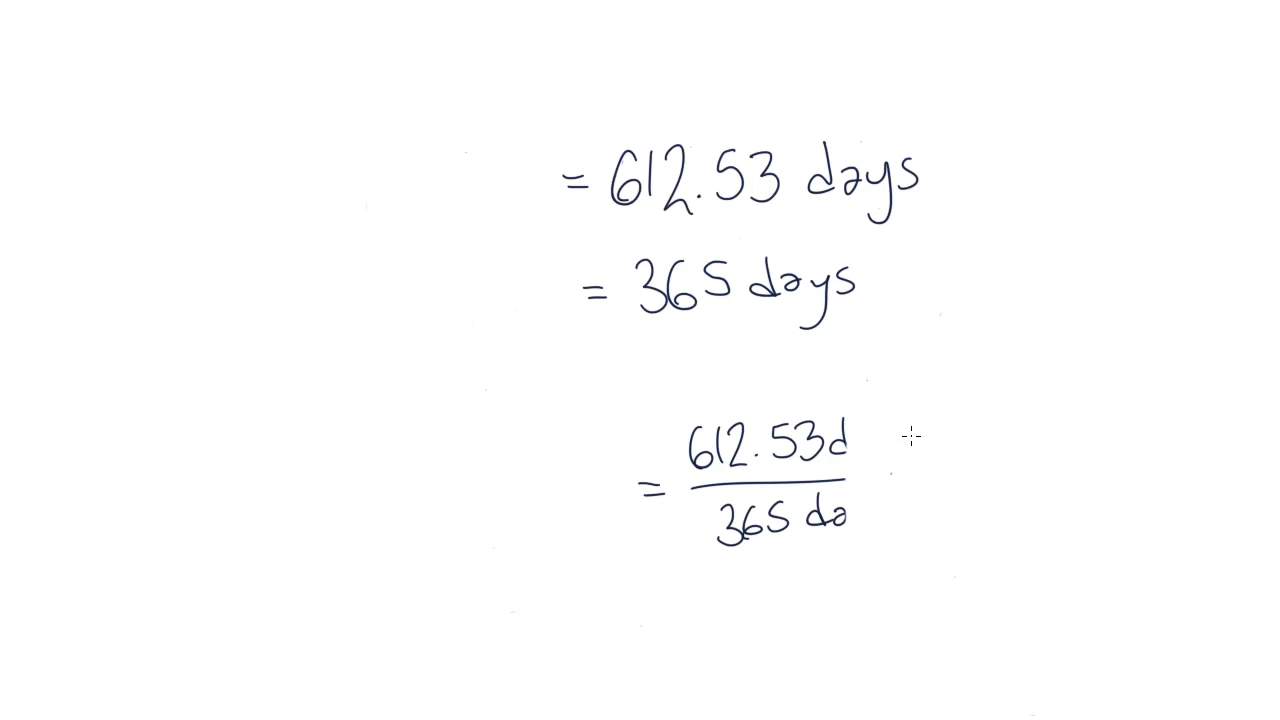 = 612.53 days
= 365 days
= 612.53d
365 da